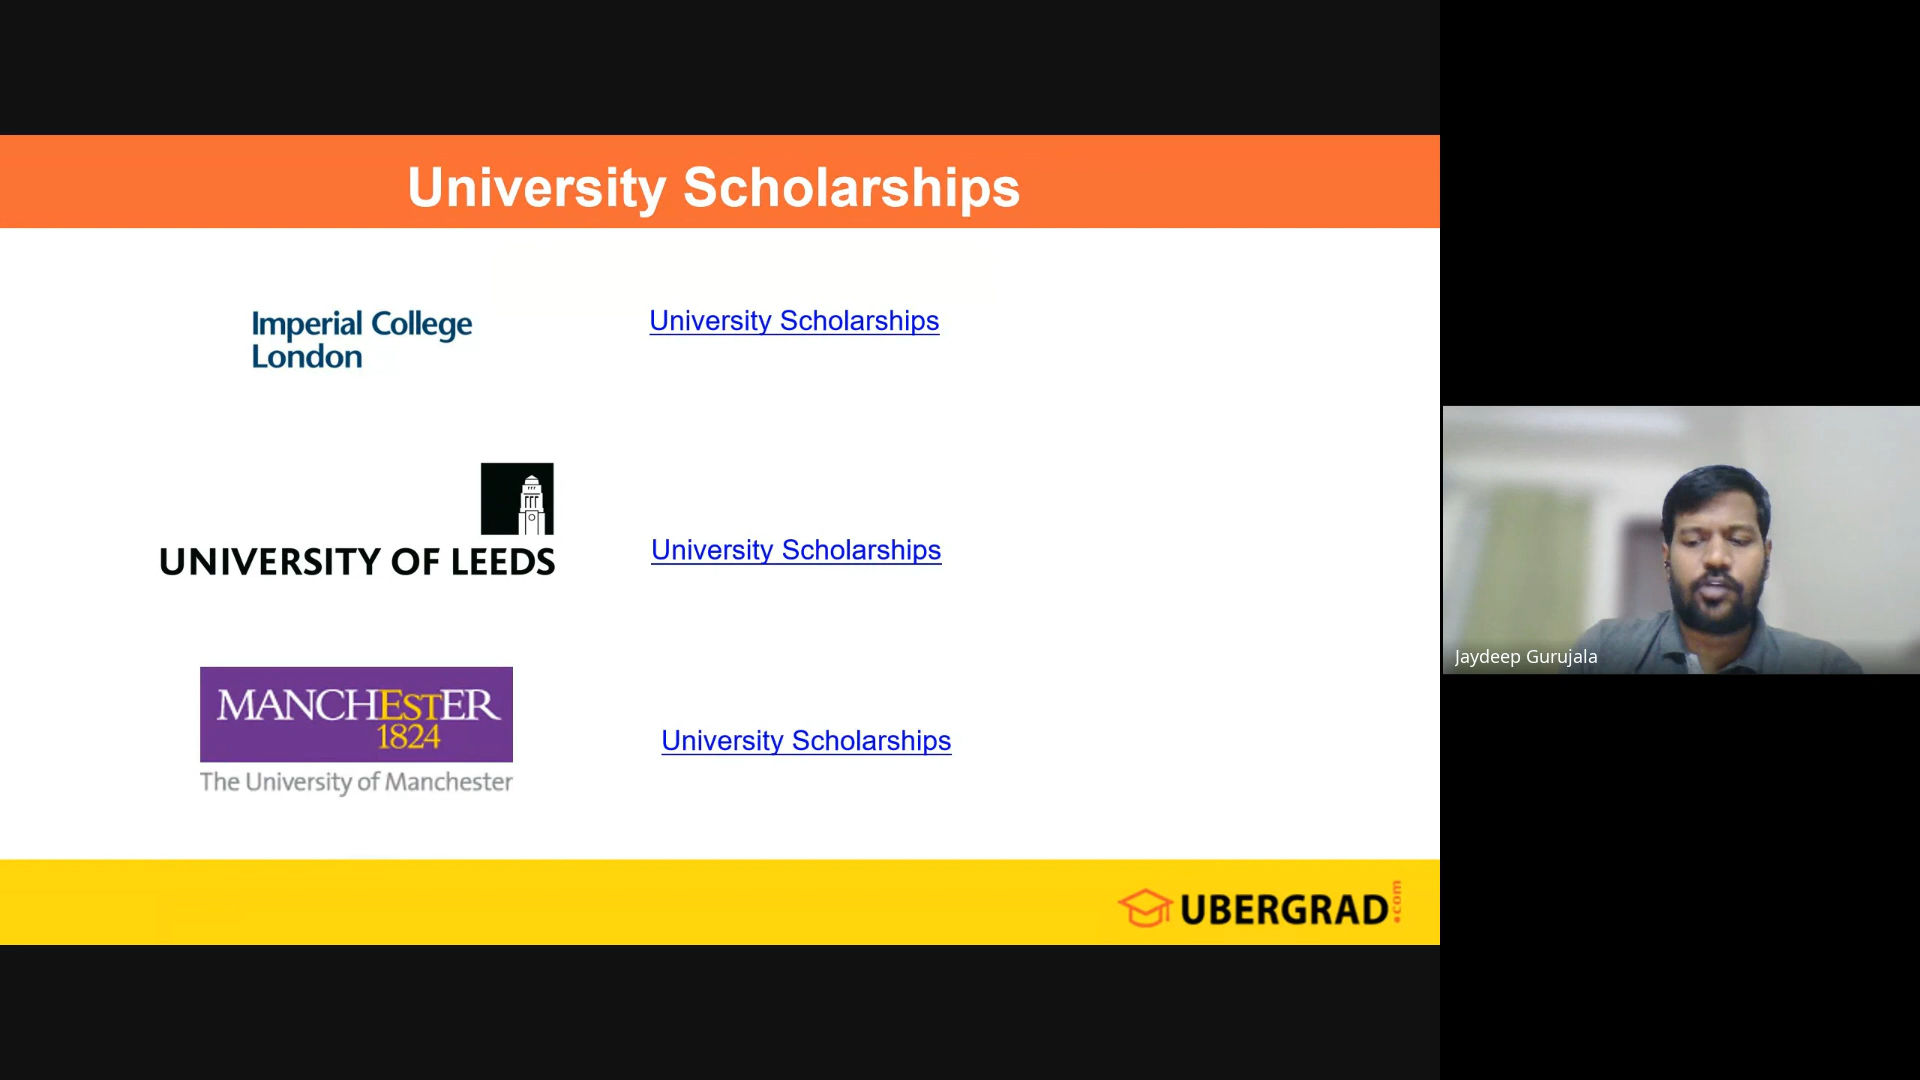 University Scholarships
Imperial College
London
University Scholarships
UNIVERSITY OF LEEDS
University Scholarships
MANCHESTER
1824
The University of Manchester
University Scholarships
UBERGRAD.com
Jaydeep Gurujala